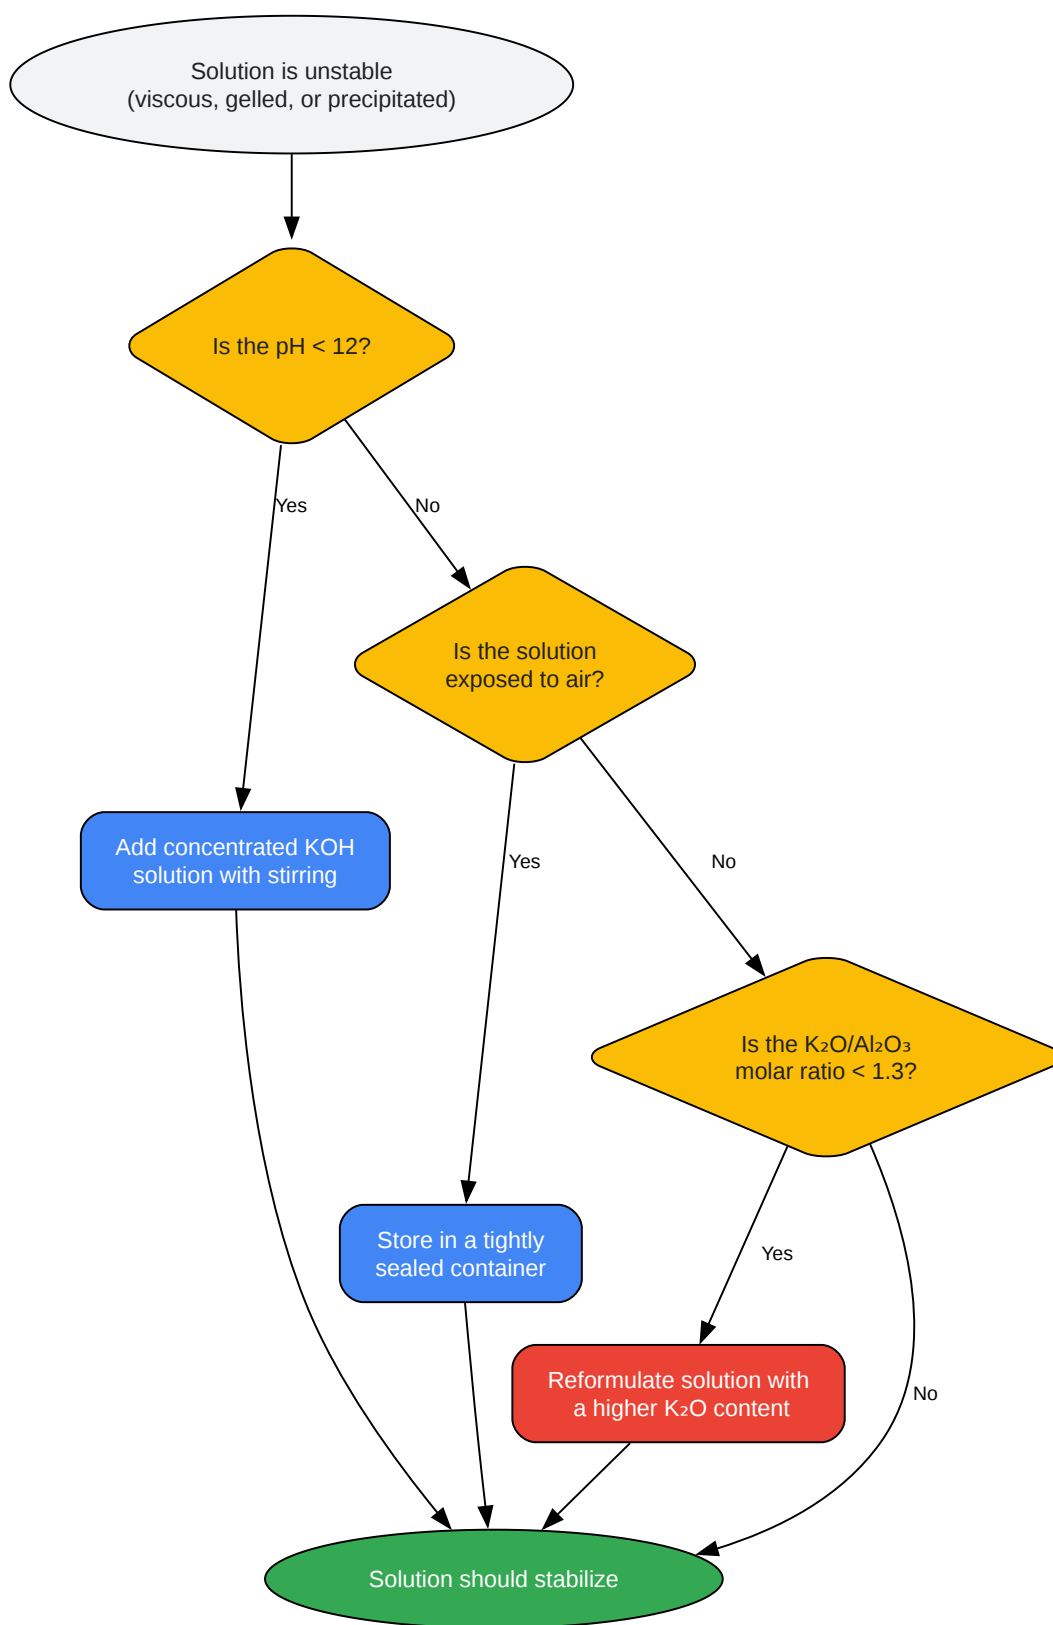 Solution is unstable
(viscous, gelled, or precipitated)
Is the pH < 12?
Yes
No
Is the solution
exposed to air?
Add concentrated KOH
solution with stirring
Yes
No
Is the K₂O/Al₂O₃
molar ratio < 1.3?
Store in a tightly
sealed container
Yes
Reformulate solution with
a higher K₂O content
No
Solution should stabilize